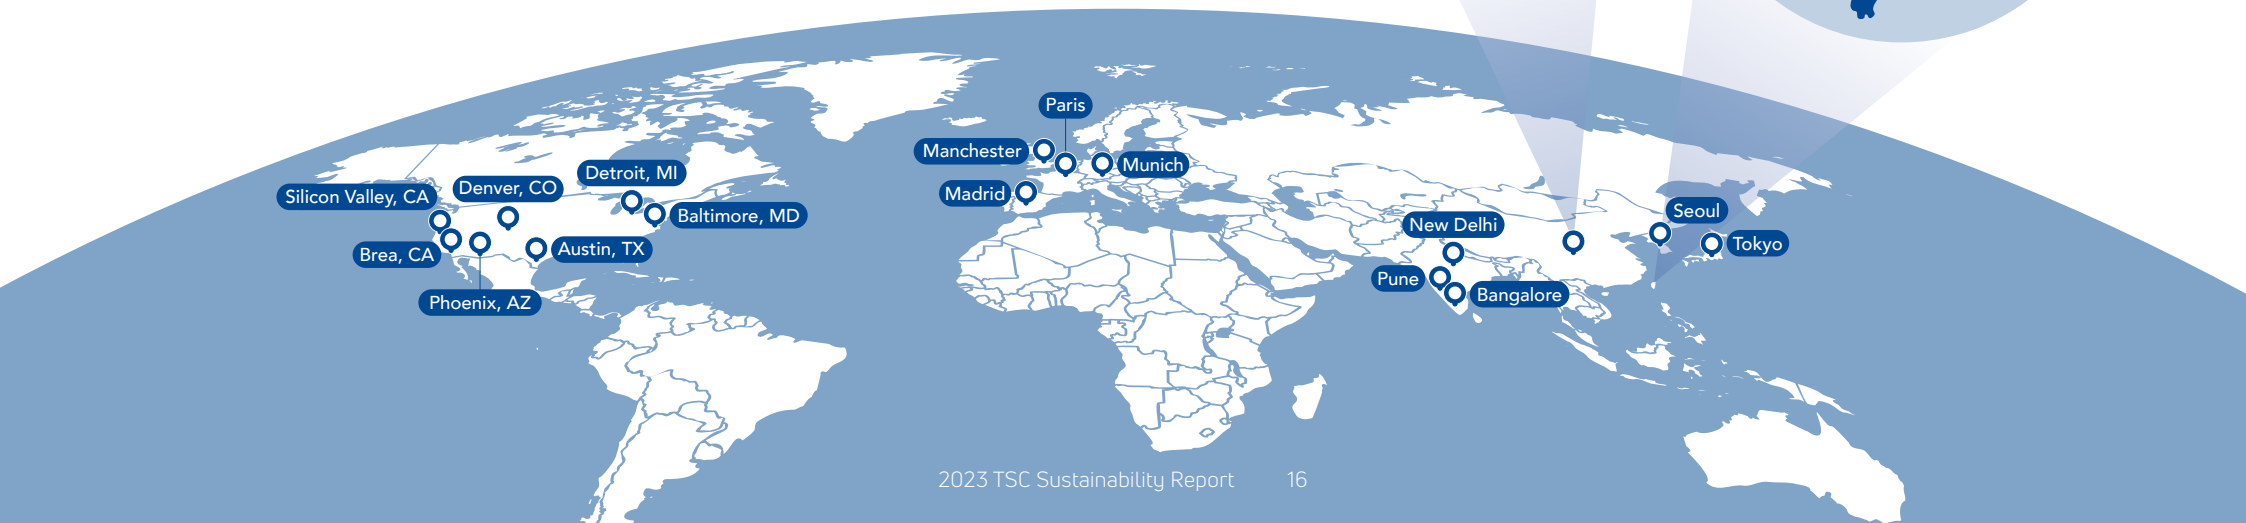 Paris
Manchester
Munich
Madrid
Detroit, MI
Denver, CO
Silicon Valley, CA
Baltimore, MD
Austin, TX
Brea, CA
Phoenix, AZ
Seoul
New Delhi
Tokyo
Pune
Bangalore
2023 TSC Sustainability Report 16